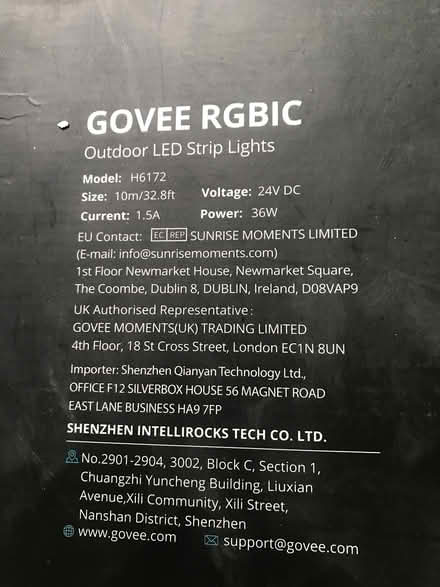 GOVEE RGBIC
Outdoor LED Strip Lights
Model: H6172
Size: 10m/32.8ft Voltage: 24V DC
Current: 1.5A Power: 36W
EU Contact: EC REP SUNRISE MOMENTS LIMITED
(E-mail: info@sunrisemoments.com)
1st Floor Newmarket House, Newmarket Square,
The Coombe, Dublin 8, DUBLIN, Ireland, D08VAP9
UK Authorised Representative:
GOVEE MOMENTS(UK) TRADING LIMITED
4th Floor, 18 St Cross Street, London EC1N 8UN
Importer: Shenzhen Qianyan Technology Ltd.,
OFFICE F12 SILVERBOX HOUSE 56 MAGNET ROAD
EAST LANE BUSINESS HA9 7FP
SHENZHEN INTELLIROCKS TECH CO. LTD.
No.2901-2904, 3002, Block C, Section 1,
Chuangzhi Yuncheng Building, Liuxian
Avenue,Xili Community, Xili Street,
Nanshan District, Shenzhen
www.govee.com support@govee.com